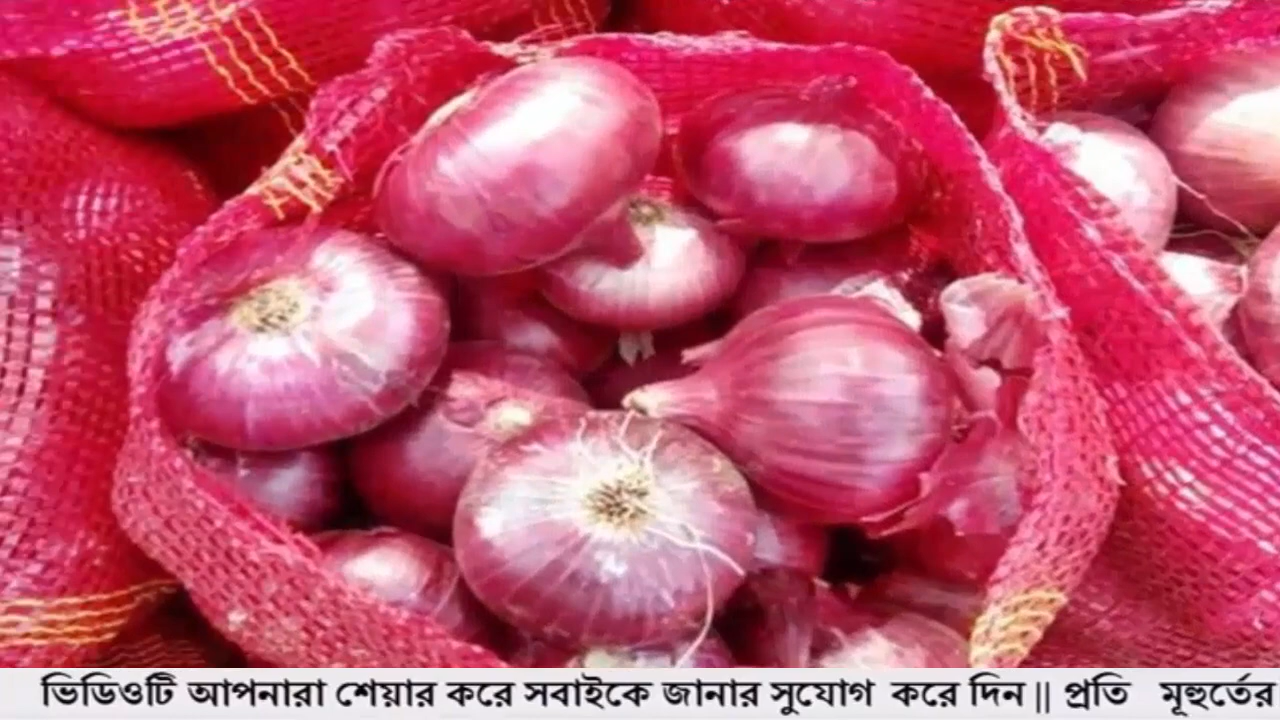 ভিডিওটি আপনারা শেয়ার করে সবাইকে জানার সুযোগ করে দিন || প্রতি মূহুর্তের